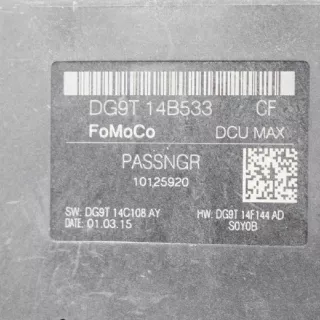 DG9T 14B533 CF
FoMoCo DCU MAX
PASSNGR
10125920
SW: DG9T 14C108 AY HW: DG9T 14F144 AD
DATE: 01.03.15 S0Y0B